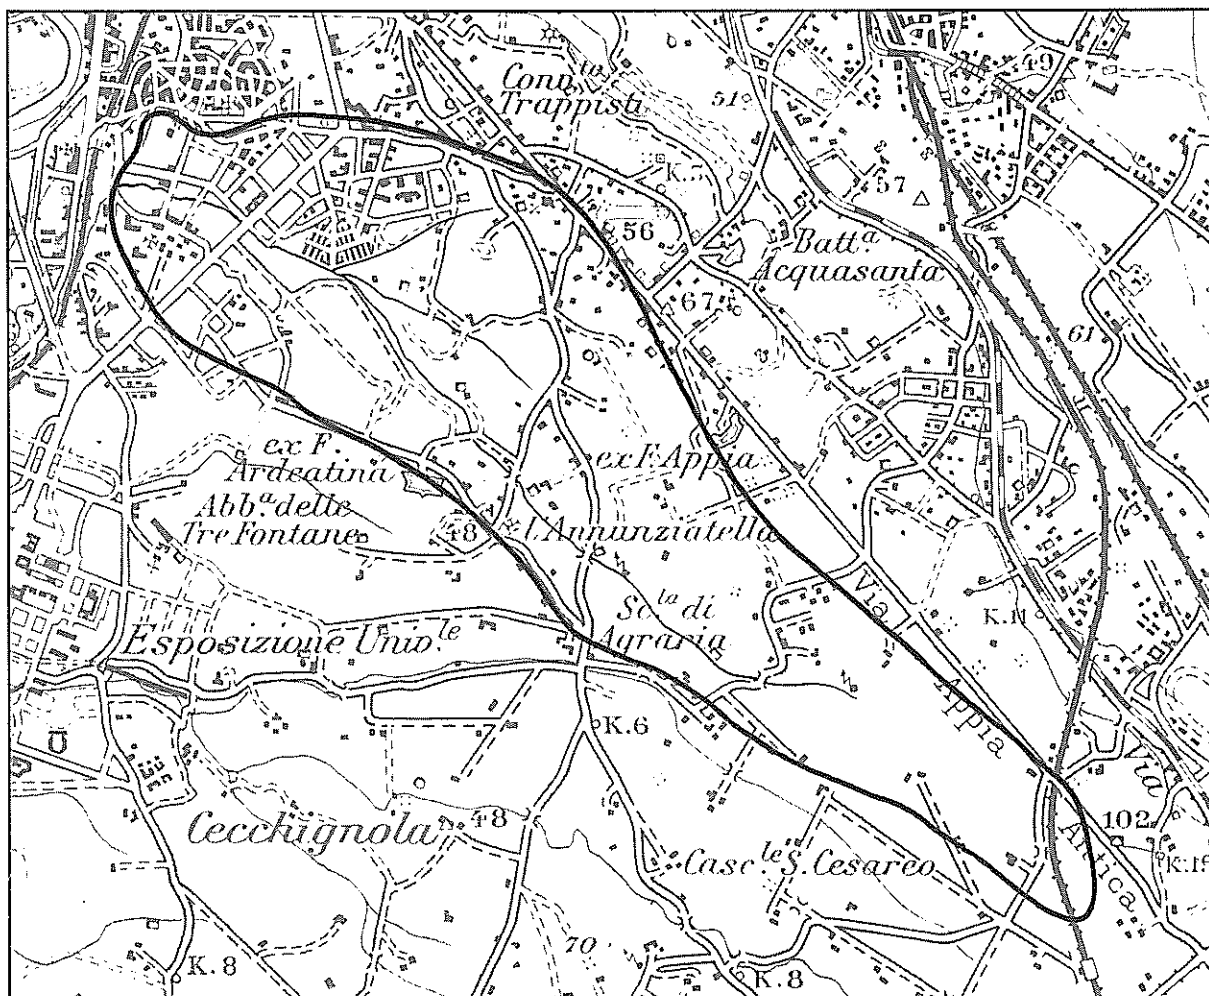 49
Conv.to
Trappisti
51
K.5
57
56
Batt.a
Acquasanta
67
61
ex F.
Ardeatina
ex F. Appia
Abb.a delle
Tre Fontane
48
l'Annunziatella
Sc.la di
Agraria
Via
K.11
Esposizione Univ.le
Appia
K.6
Via
Cecchignola
48
102
Antica
Casc.le S. Cesareo
70
K.8
K.8